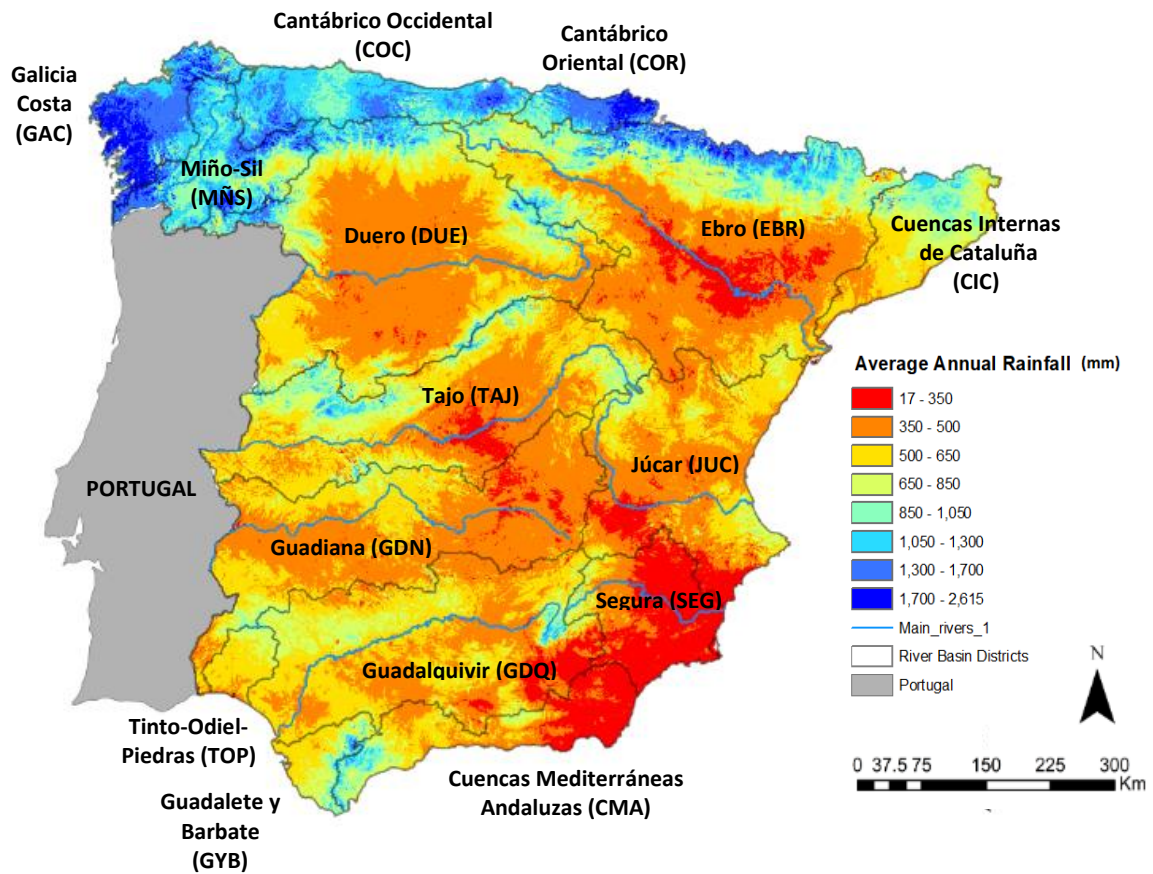 Cantábrico Occidental
(COC)
Cantábrico
Oriental (COR)
Galicia
Costa
(GAC)
Miño-Sil
(MÑS)
Duero (DUE)
Ebro (EBR)
Cuencas Internas
de Cataluña
(CIC)
Tajo (TAJ)
Júcar (JUC)
PORTUGAL
Guadiana (GDN)
Segura (SEG)
Guadalquivir (GDQ)
Tinto-Odiel-
Piedras (TOP)
Guadalete y
Barbate
(GYB)
Cuencas Mediterráneas
Andaluzas (CMA)
Average Annual Rainfall (mm)
17 - 350
350 - 500
500 - 650
650 - 850
850 - 1,050
1,050 - 1,300
1,300 - 1,700
1,700 - 2,615
Main_rivers_1
River Basin Districts
Portugal
N
0 37.5 75 150 225 300
Km